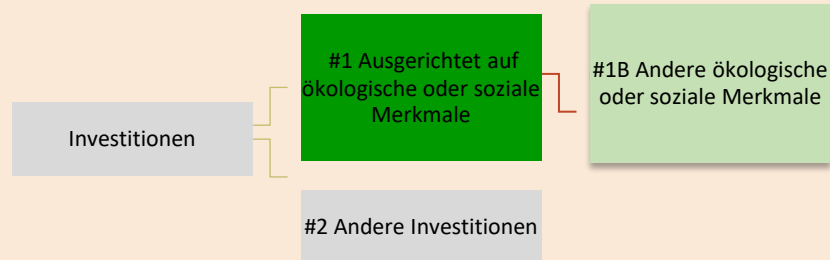 Investitionen
#1 Ausgerichtet auf
ökologische oder soziale
Merkmale
#2 Andere Investitionen
#1B Andere ökologische
oder soziale Merkmale